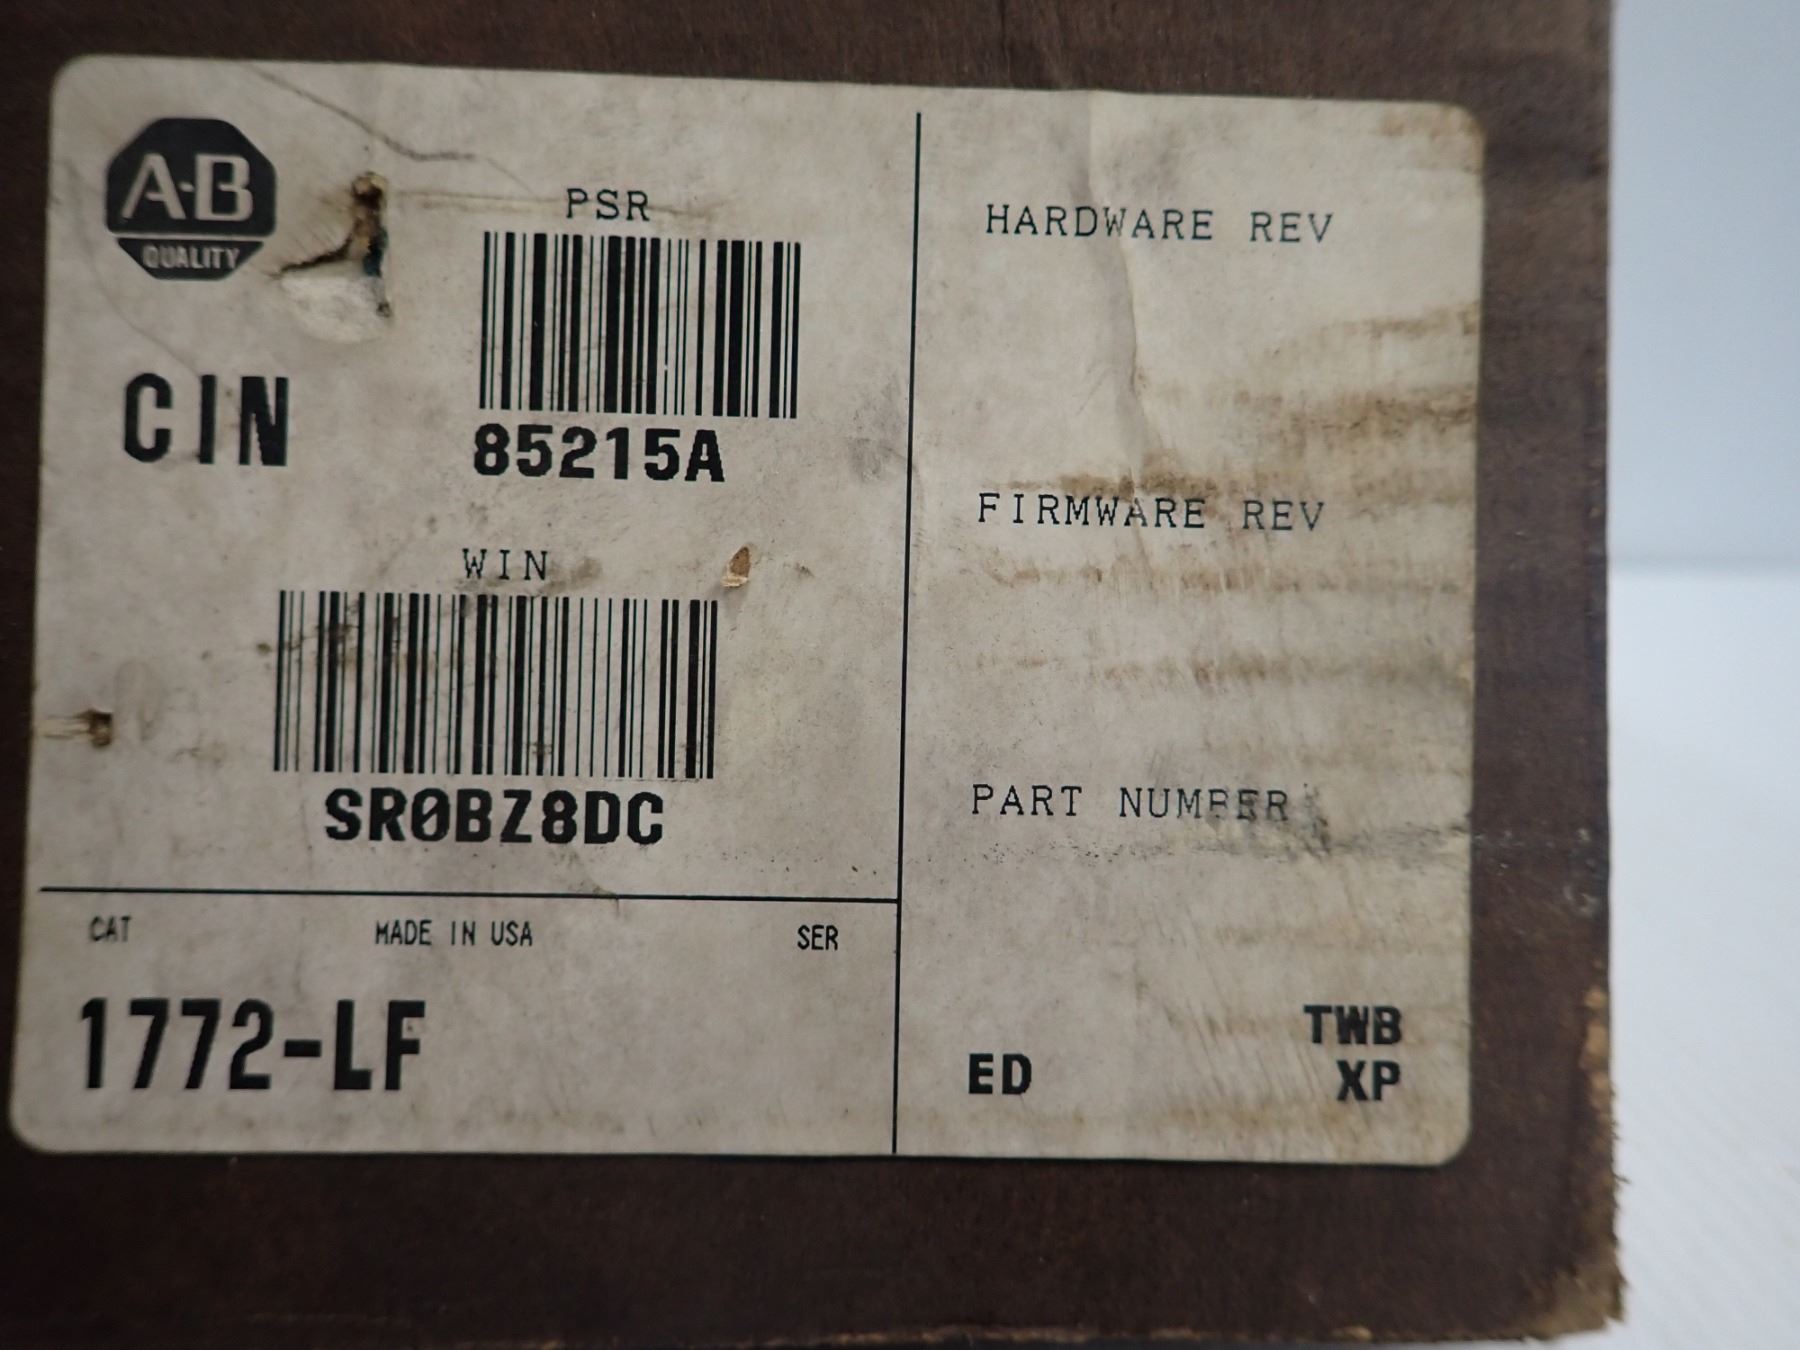 A-B
QUALITY
CIN
PSR
85215A
WIN
SR0BZ8DC
CAT MADE IN USA SER
1772-LF
HARDWARE REV
FIRMWARE REV
PART NUMBER
ED
TWB
XP